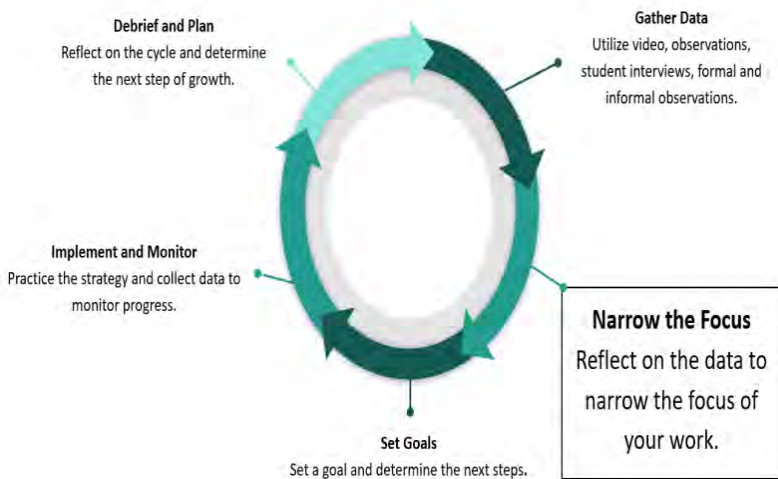 Debrief and Plan
Reflect on the cycle and determine
the next step of growth.
Gather Data
Utilize video, observations,
student interviews, formal and
informal observations.
Implement and Monitor
Practice the strategy and collect data to
monitor progress.
Narrow the Focus
Reflect on the data to
narrow the focus of
your work.
Set Goals
Set a goal and determine the next steps.